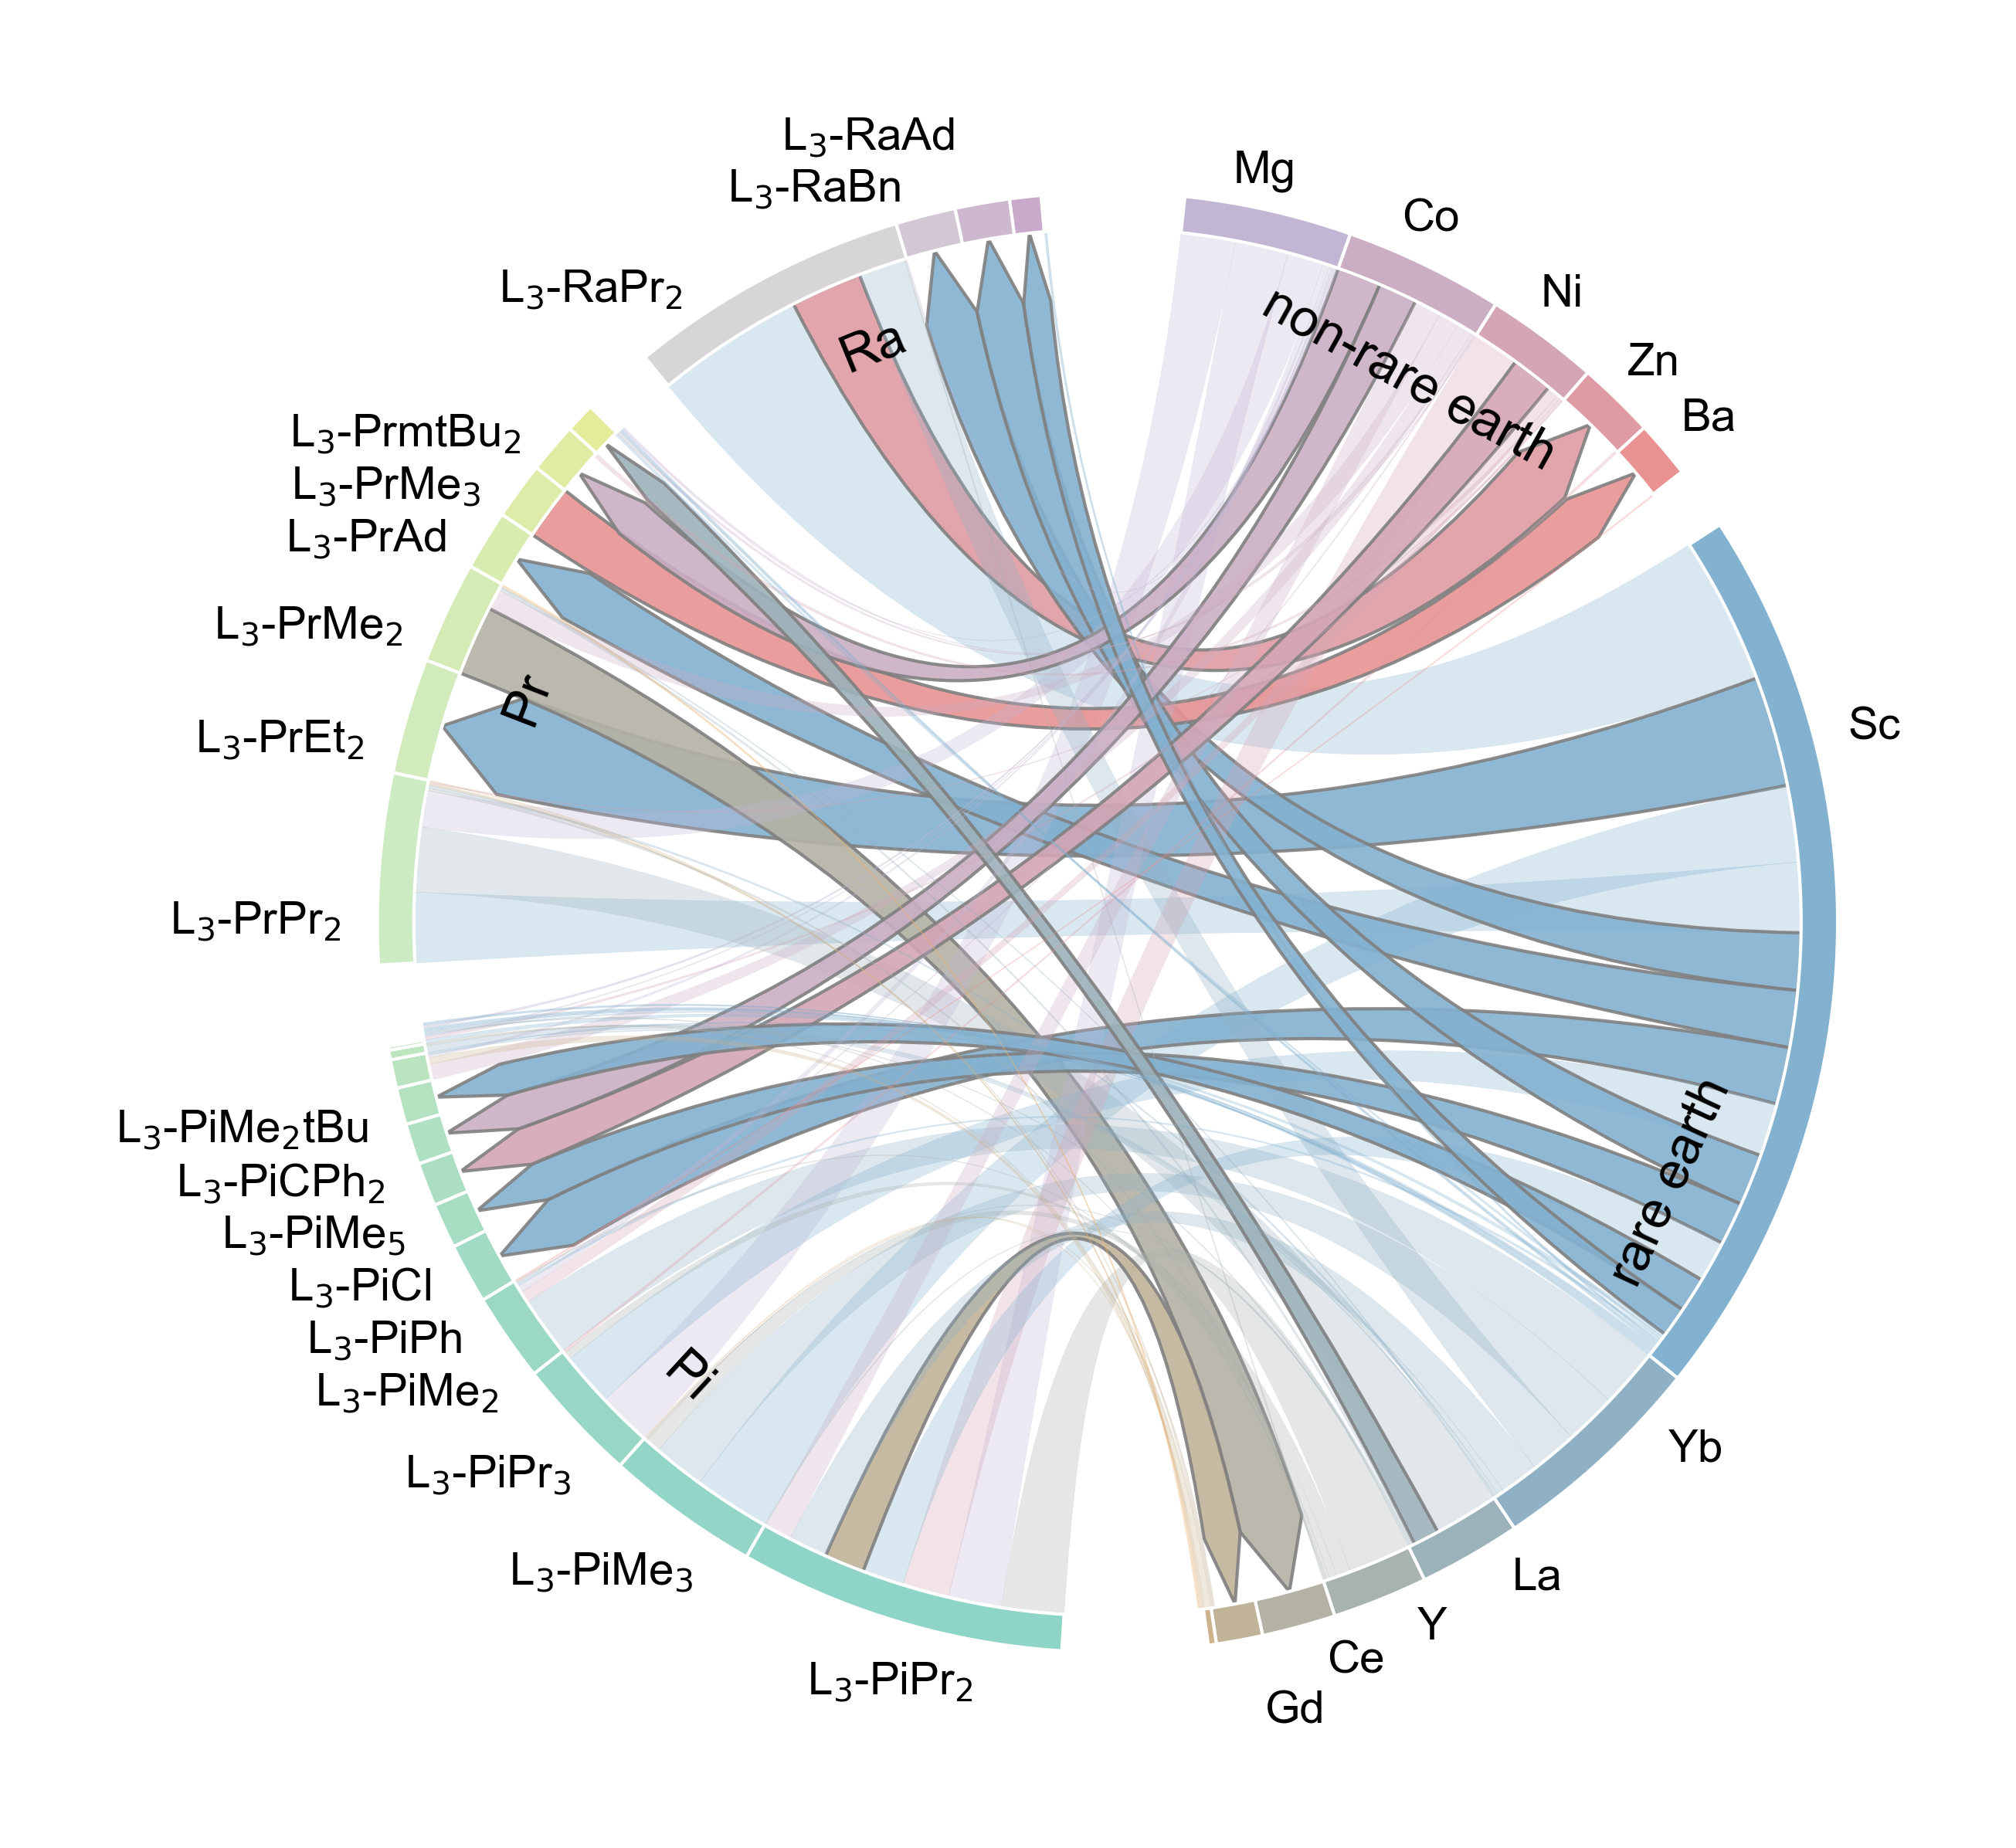 L₃-RaAd
L₃-RaBn
L₃-RaPr₂
Ra
L₃-PrmtBu₂
L₃-PrMe₃
L₃-PrAd
L₃-PrMe₂
Pr
L₃-PrEt₂
L₃-PrPr₂
L₃-PiMe₂tBu
L₃-PiCPh₂
L₃-PiMe₅
L₃-PiCl
L₃-PiPh
L₃-PiMe₂
Pi
L₃-PiPr₃
L₃-PiMe₃
L₃-PiPr₂
Mg
Co
Ni
Zn
Ba
non-rare earth
Sc
rare earth
Yb
La
Y
Ce
Gd